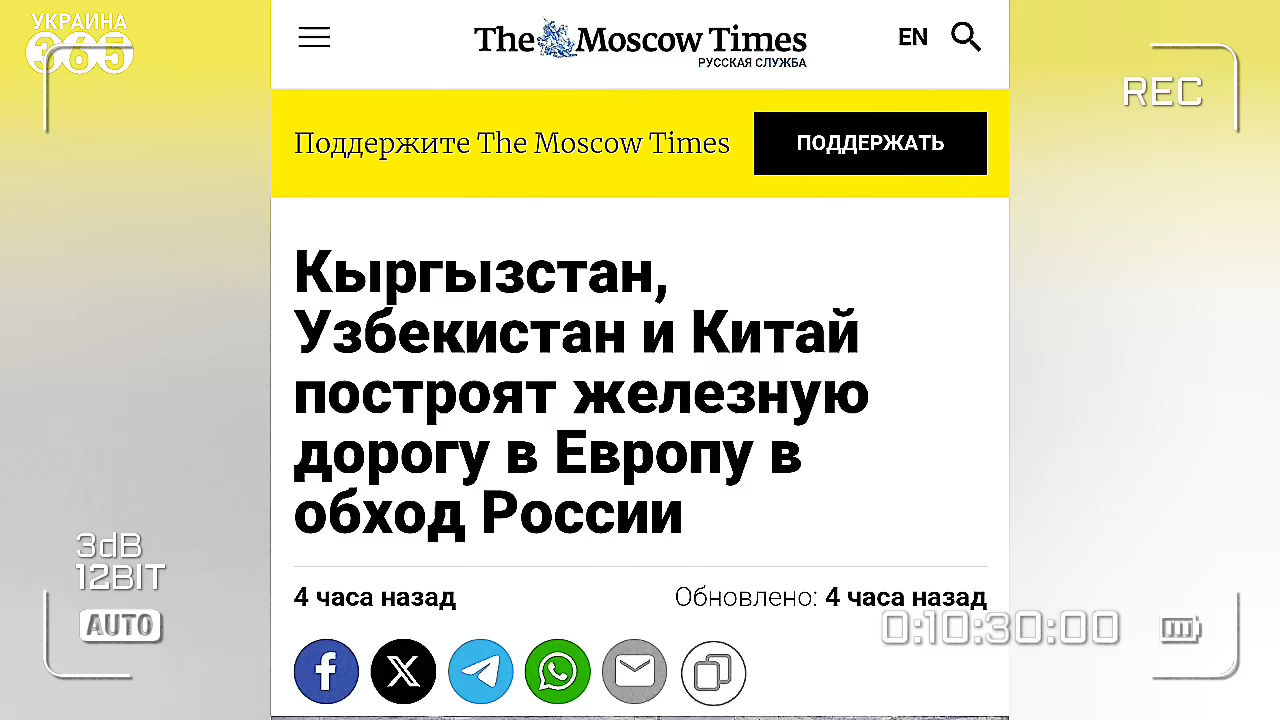 УКРАИНА
365
The Moscow Times
РУССКАЯ СЛУЖБА
EN
REC
Поддержите The Moscow Times
ПОДДЕРЖАТЬ
Кыргызстан,
Узбекистан и Китай
построят железную
дорогу в Европу в
обход России
3dB
12BIT
AUTO
4 часа назад
Обновлено: 4 часа назад
0:10:30:00